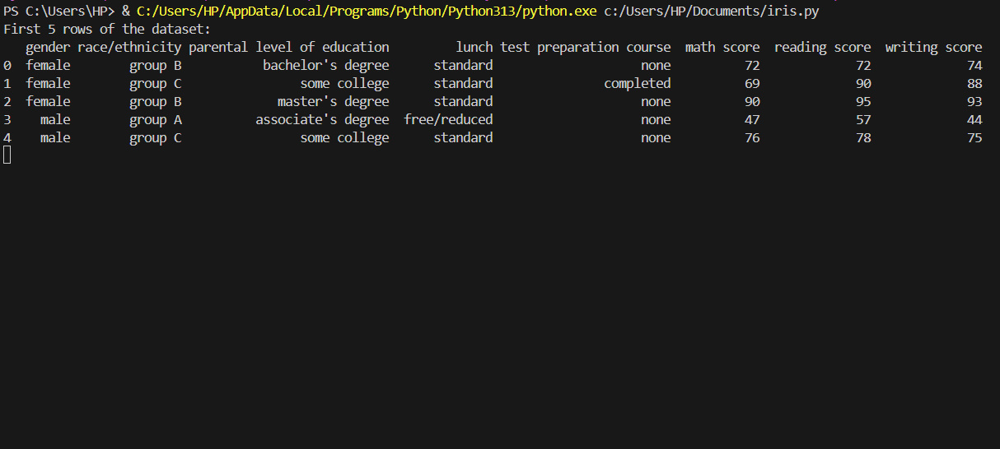 PS C:\Users\HP> & C:/Users/HP/AppData/Local/Programs/Python/Python313/python.exe c:/Users/HP/Documents/iris.py
First 5 rows of the dataset:
   gender race/ethnicity parental level of education         lunch test preparation course  math score  reading score  writing score
0  female        group B           bachelor's degree      standard                    none          72             72             74
1  female        group C                some college      standard               completed          69             90             88
2  female        group B             master's degree      standard                    none          90             95             93
3    male        group A          associate's degree  free/reduced                    none          47             57             44
4    male        group C                some college      standard                    none          76             78             75